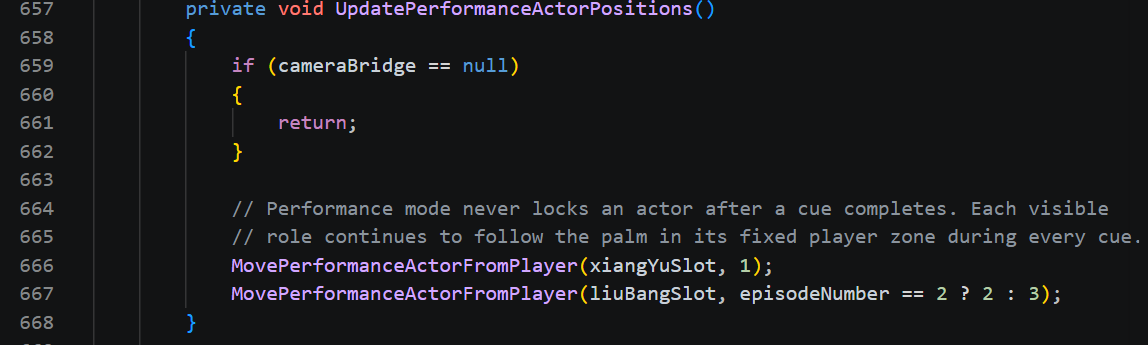 657 private void UpdatePerformanceActorPositions()
658 {
659 if (cameraBridge == null)
660 {
661 return;
662 }
663
664 // Performance mode never locks an actor after a cue completes. Each visible
665 // role continues to follow the palm in its fixed player zone during every cue.
666 MovePerformanceActorFromPlayer(xiangYuSlot, 1);
667 MovePerformanceActorFromPlayer(liuBangSlot, episodeNumber == 2 ? 2 : 3);
668 }